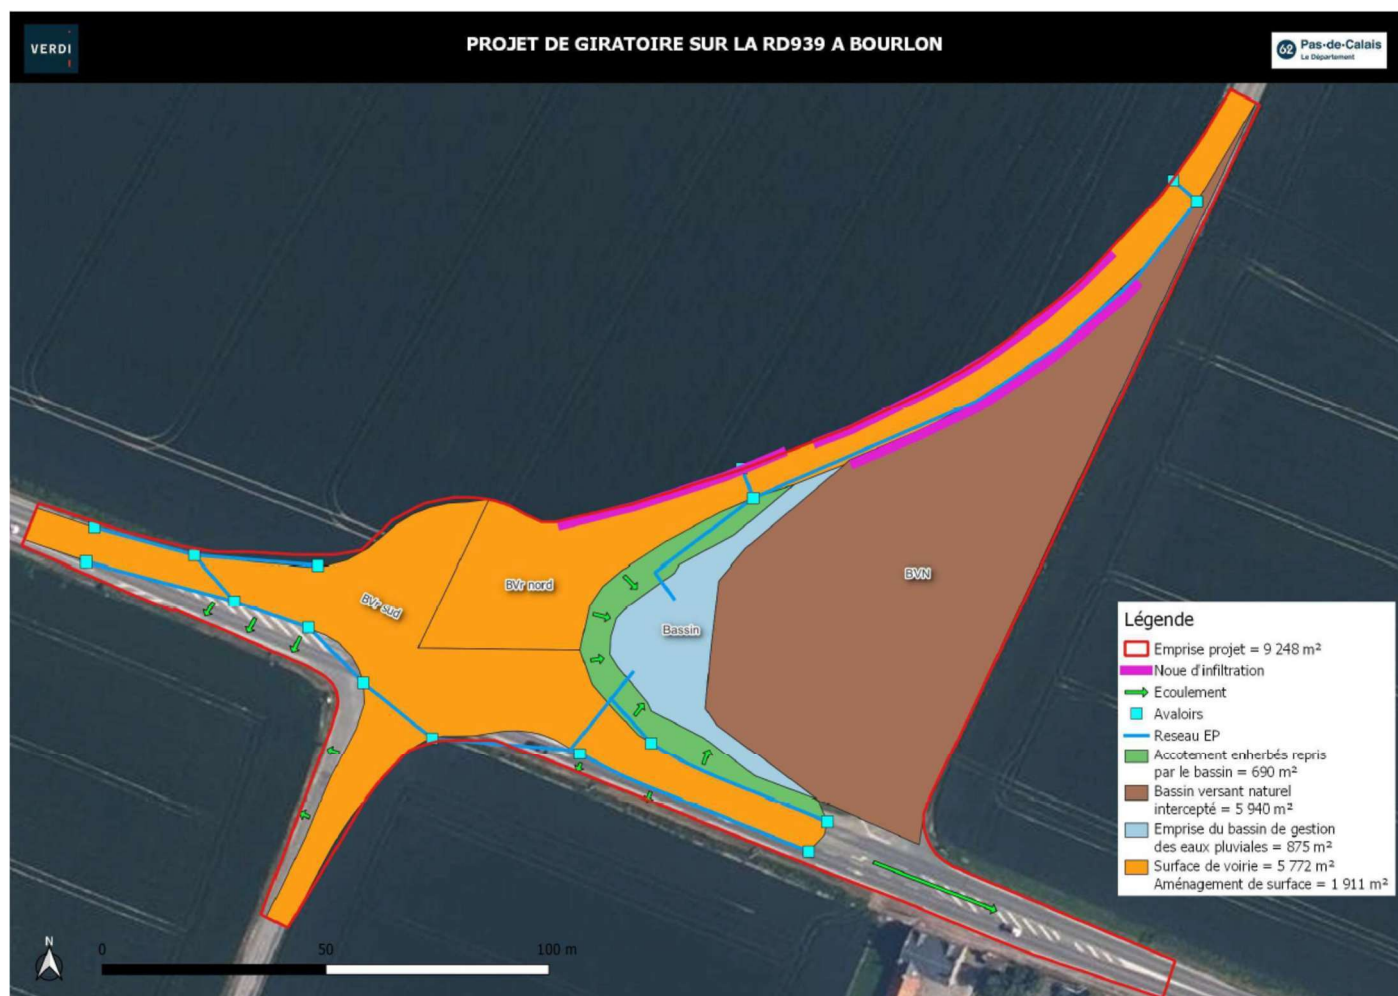 VERDI
PROJET DE GIRATOIRE SUR LA RD939 A BOURLON
62 Pas-de-Calais
Le Département
BVr nord
BVr sud
BVN
Bassin
Légende
Emprise projet = 9 248 m²
Noue d'infiltration
Ecoulement
Avaloirs
Reseau EP
Accotement enherbés repris
par le bassin = 690 m²
Bassin versant naturel
intercepté = 5 940 m²
Emprise du bassin de gestion
des eaux pluviales = 875 m²
Surface de voirie = 5 772 m²
Aménagement de surface = 1 911 m²
N
0 50 100 m